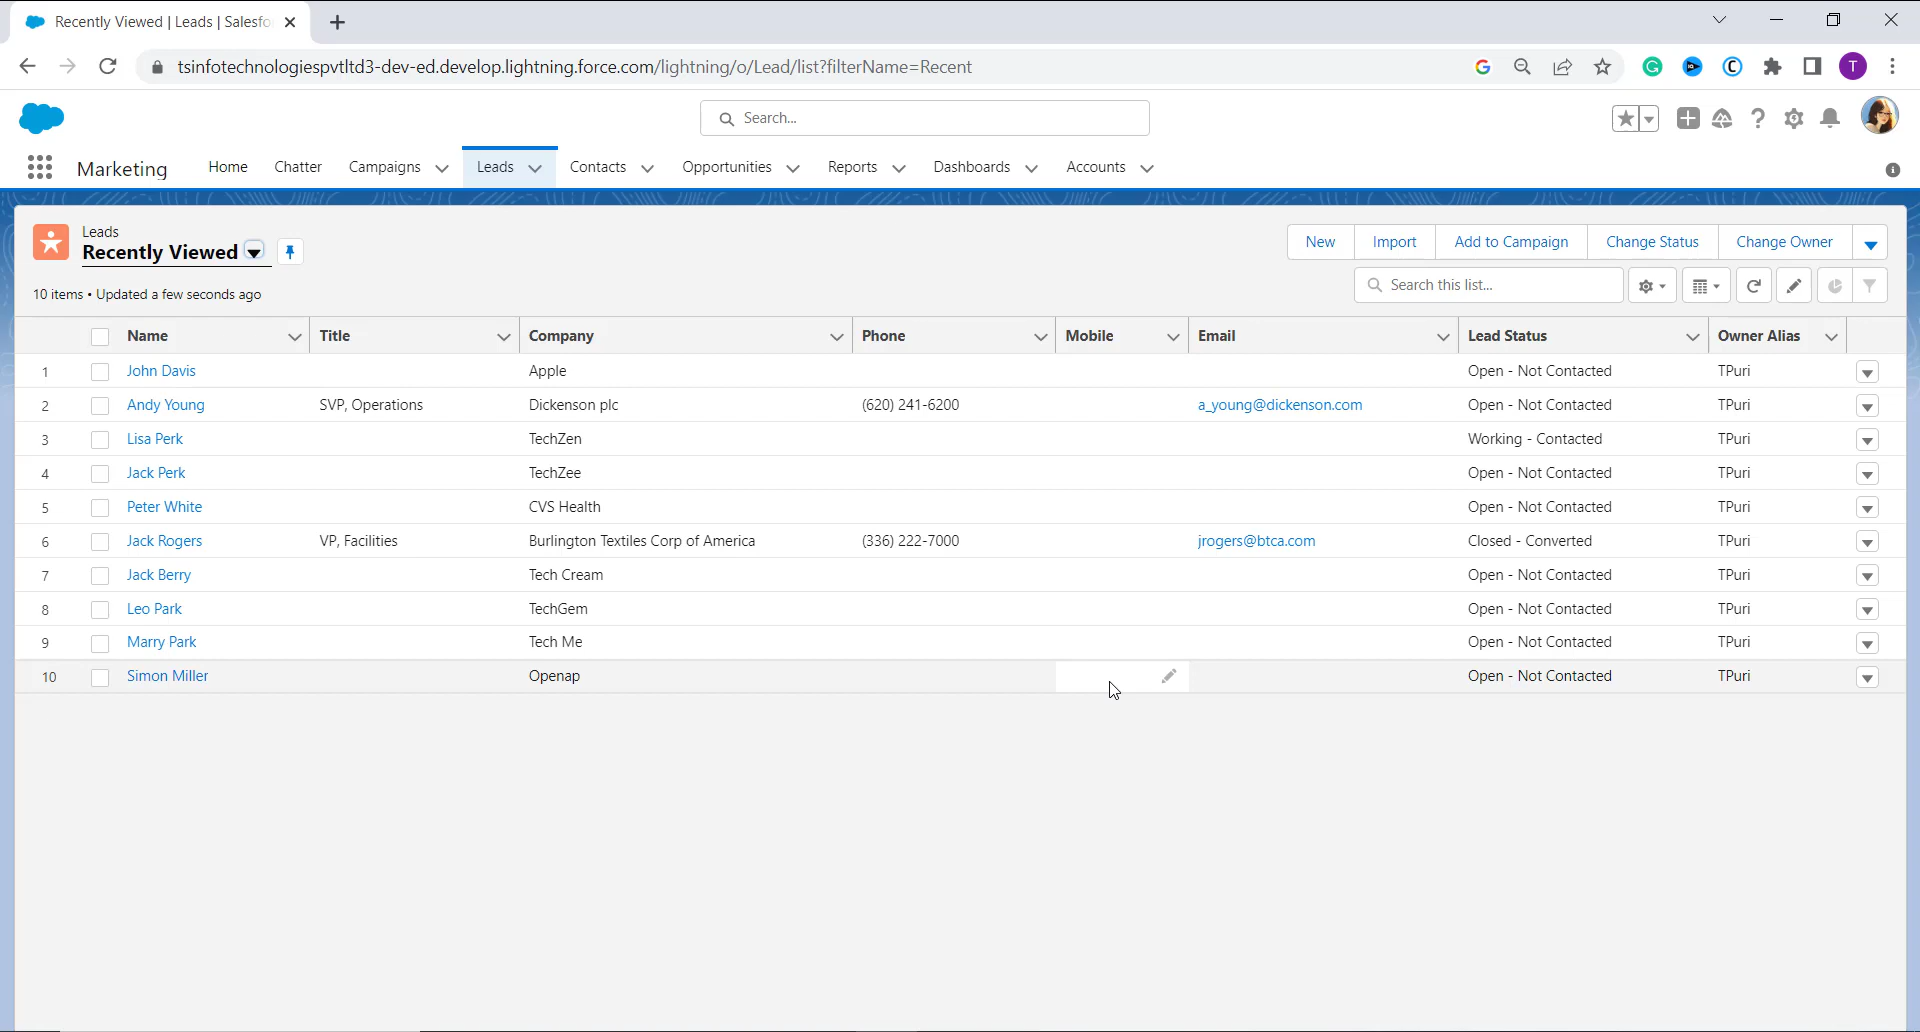 Recently Viewed | Leads | Salesfo
tsinfotechnologiespvtltd3-dev-ed.develop.lightning.force.com/lightning/o/Lead/list?filterName=Recent
T
Search...
Marketing Home Chatter Campaigns Leads Contacts Opportunities Reports Dashboards Accounts
Leads
Recently Viewed
New Import Add to Campaign Change Status Change Owner
10 items • Updated a few seconds ago
Search this list...
Name Title Company Phone Mobile Email Lead Status Owner Alias
1 John Davis Apple Open - Not Contacted TPuri
2 Andy Young SVP, Operations Dickenson plc (620) 241-6200 a_young@dickenson.com Open - Not Contacted TPuri
3 Lisa Perk TechZen Working - Contacted TPuri
4 Jack Perk TechZee Open - Not Contacted TPuri
5 Peter White CVS Health Open - Not Contacted TPuri
6 Jack Rogers VP, Facilities Burlington Textiles Corp of America (336) 222-7000 jrogers@btca.com Closed - Converted TPuri
7 Jack Berry Tech Cream Open - Not Contacted TPuri
8 Leo Park TechGem Open - Not Contacted TPuri
9 Marry Park Tech Me Open - Not Contacted TPuri
10 Simon Miller Openap Open - Not Contacted TPuri